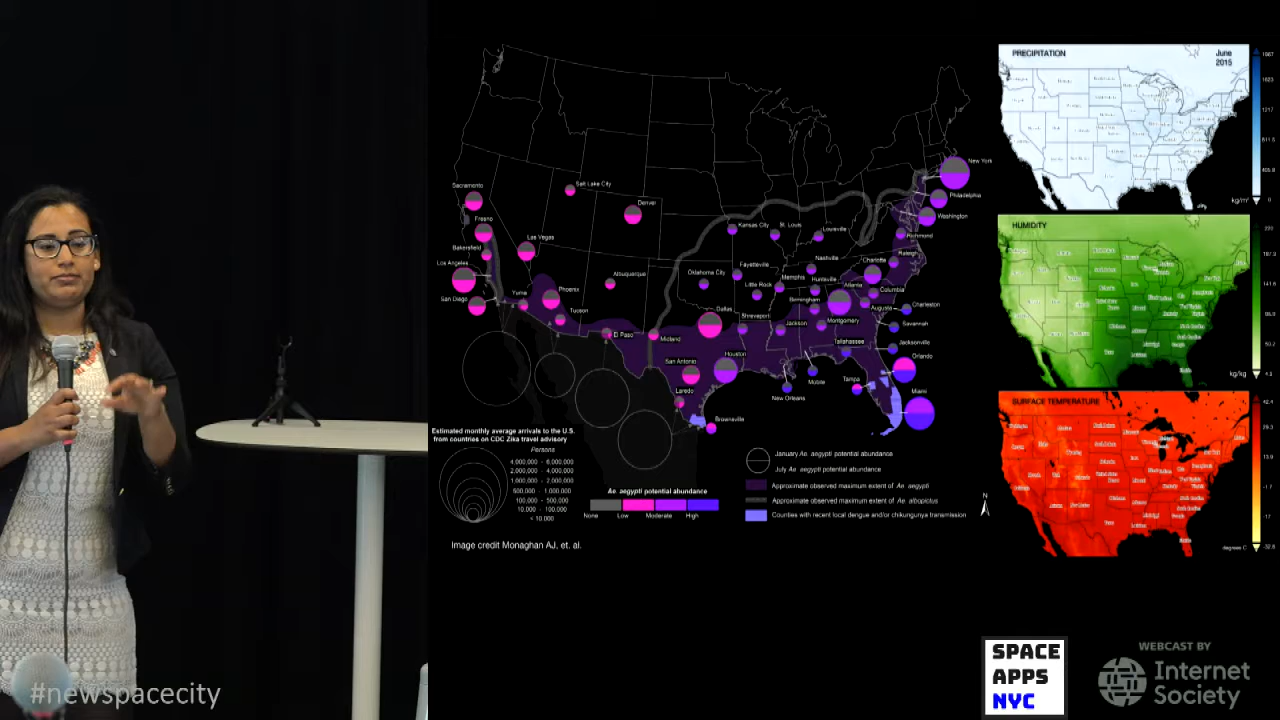 New York
Philadelphia
Washington
Sacramento
Salt Lake City
Denver
Fresno
Kansas City
St. Louis
Louisville
Richmond
Bakersfield
Las Vegas
Raleigh
Los Angeles
Albuquerque
Oklahoma City
Fayetteville
Nashville
Charlotte
Memphis
Huntsville
Atlanta
San Diego
Yuma
Phoenix
Little Rock
Birmingham
Columbia
Tucson
Dallas
Shreveport
Jackson
Montgomery
Augusta
Charleston
El Paso
Midland
Savannah
San Antonio
Houston
Tallahassee
Jacksonville
Orlando
Laredo
New Orleans
Mobile
Tampa
Miami
Brownsville
Estimated monthly average arrivals to the U.S.
from countries on CDC Zika travel advisory
Persons
4,000,000 - 6,000,000
2,000,000 - 4,000,000
1,000,000 - 2,000,000
500,000 - 1,000,000
100,000 - 500,000
10,000 - 100,000
< 10,000
Ae. aegypti potential abundance
None Low Moderate High
January Ae. aegypti potential abundance
July Ae. aegypti potential abundance
Approximate observed maximum extent of Ae. aegypti
Approximate observed maximum extent of Ae. albopictus
Counties with recent local dengue and/or chikungunya transmission
N
Image credit Monaghan AJ, et. al.
PRECIPITATION
June
2015
kg/m²
0
HUMIDITY
kg/kg
SURFACE TEMPERATURE
degrees C
#newspacecity
SPACE
APPS
NYC
WEBCAST BY
Internet
Society